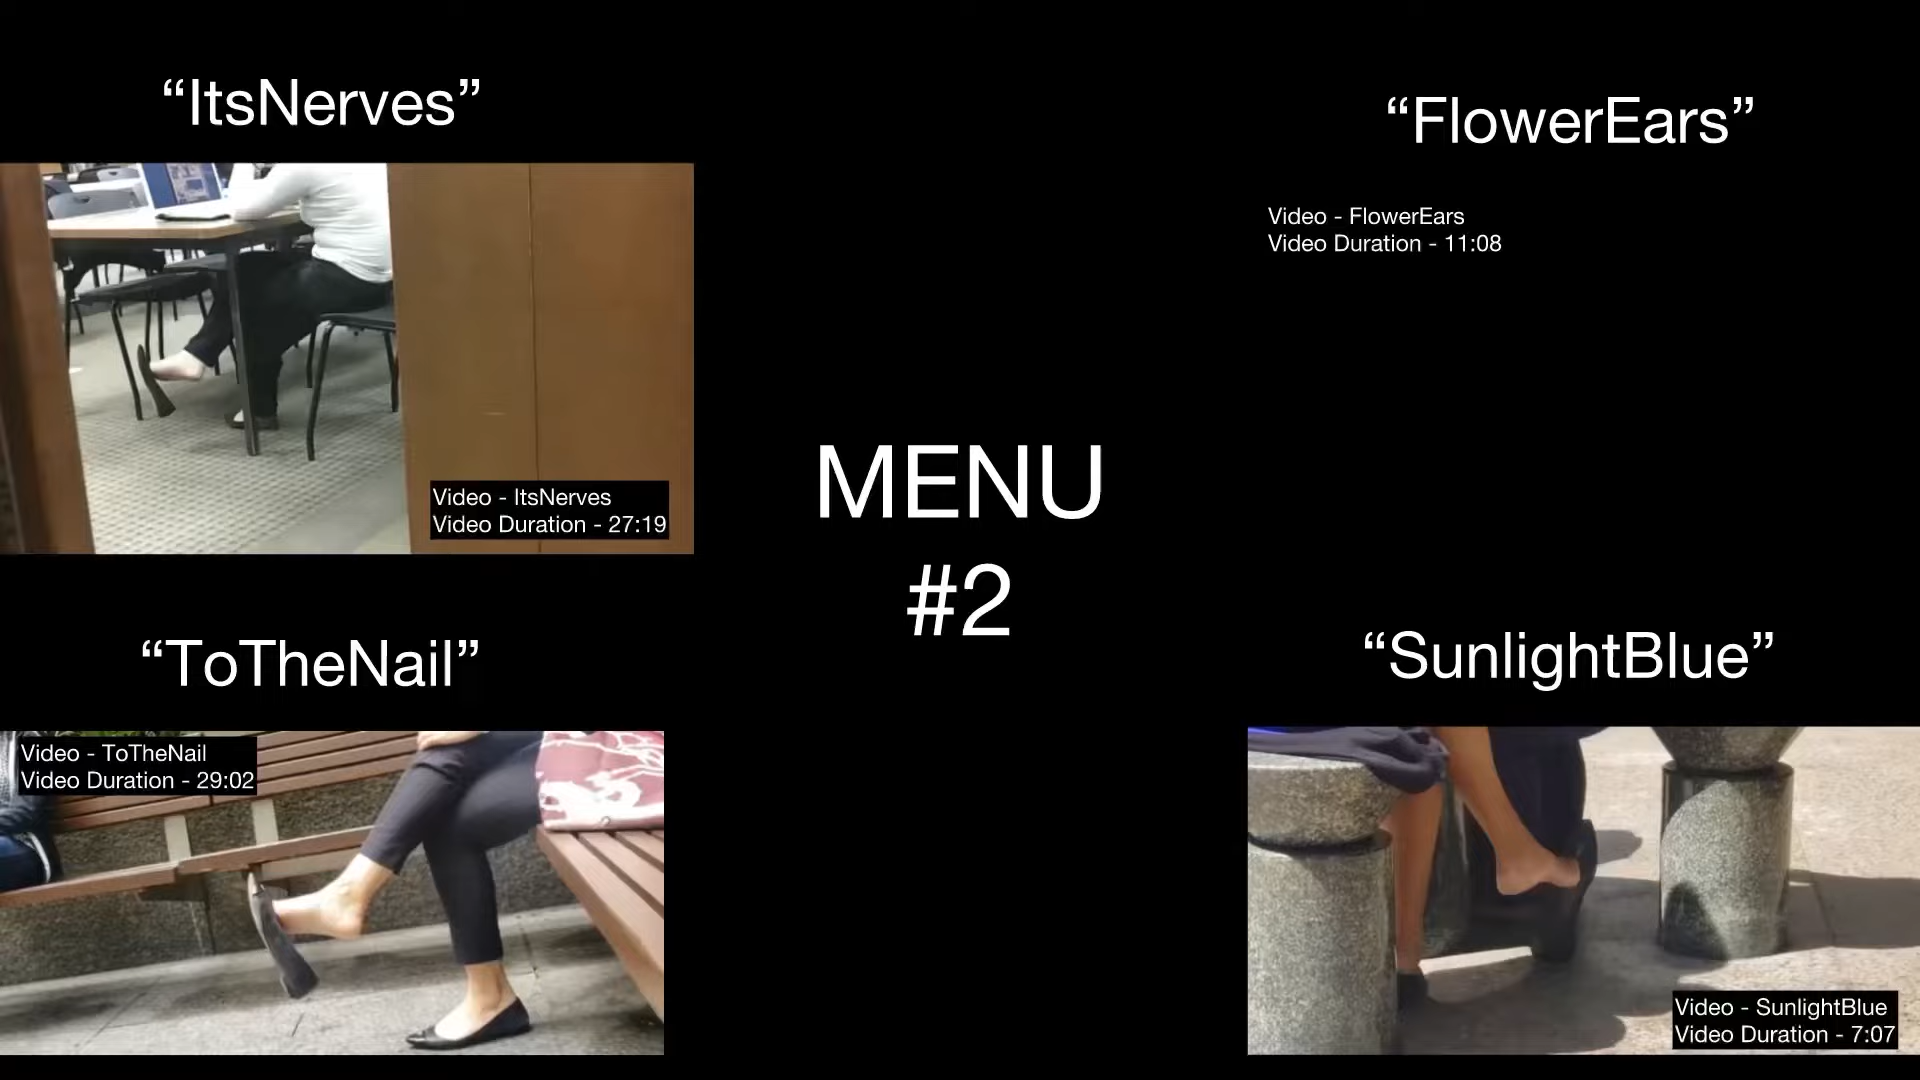 “ItsNerves”
Video - ItsNerves
Video Duration - 27:19
“FlowerEars”
Video - FlowerEars
Video Duration - 11:08
MENU
#2
“ToTheNail”
Video - ToTheNail
Video Duration - 29:02
“SunlightBlue”
Video - SunlightBlue
Video Duration - 7:07